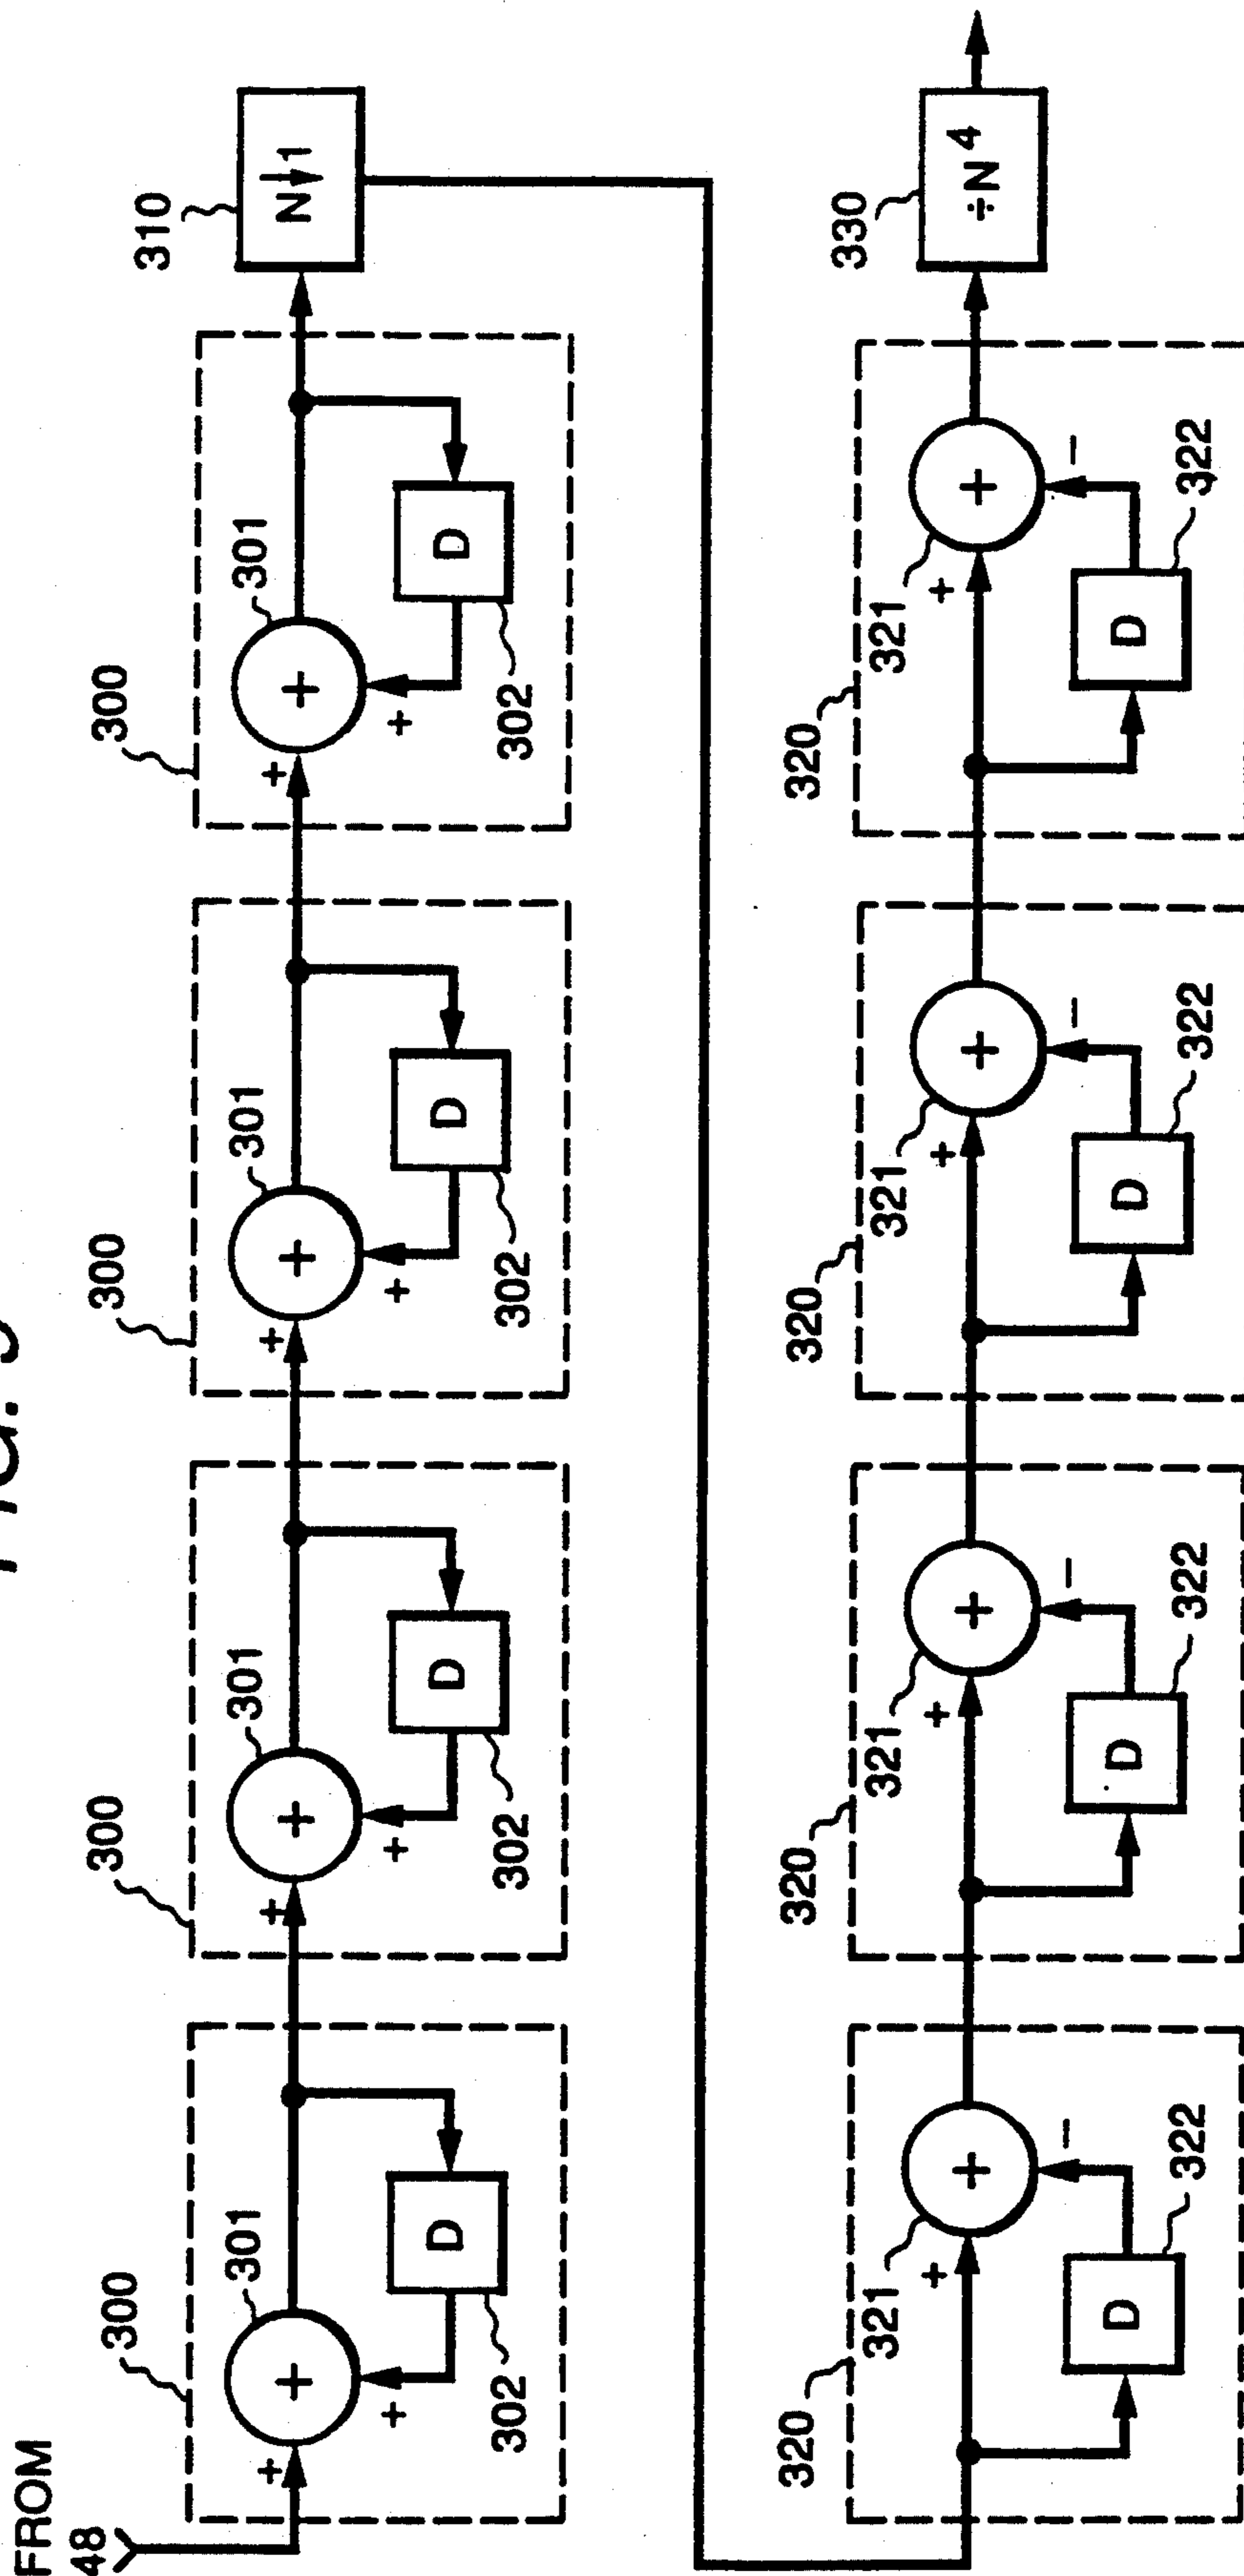 FIG.
FROM
48
300 300 300 300 310
301 301 301 301
+ + + + + + + + N↓1
+ + + +
D D D D
302 302 302 302
320 320 320 320 330
321 321 321 321
+ + + + + + + + ÷N⁴
− − − −
D D D D
322 322 322 322